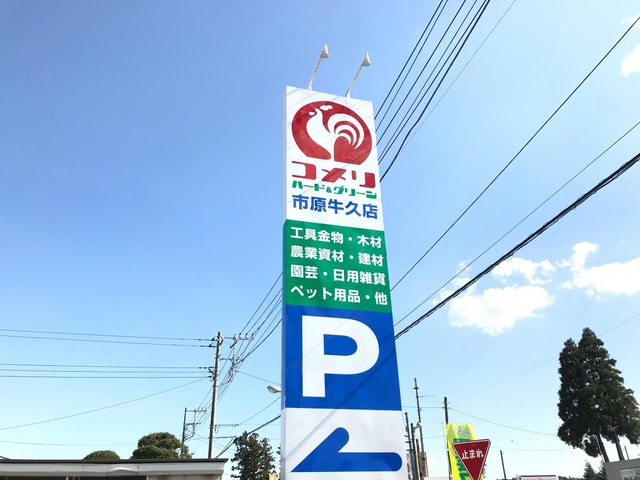 コメリ
ハード&グリーン
市原牛久店
工具金物・木材
農業資材・建材
園芸・日用雑貨
ペット用品・他
P
止まれ